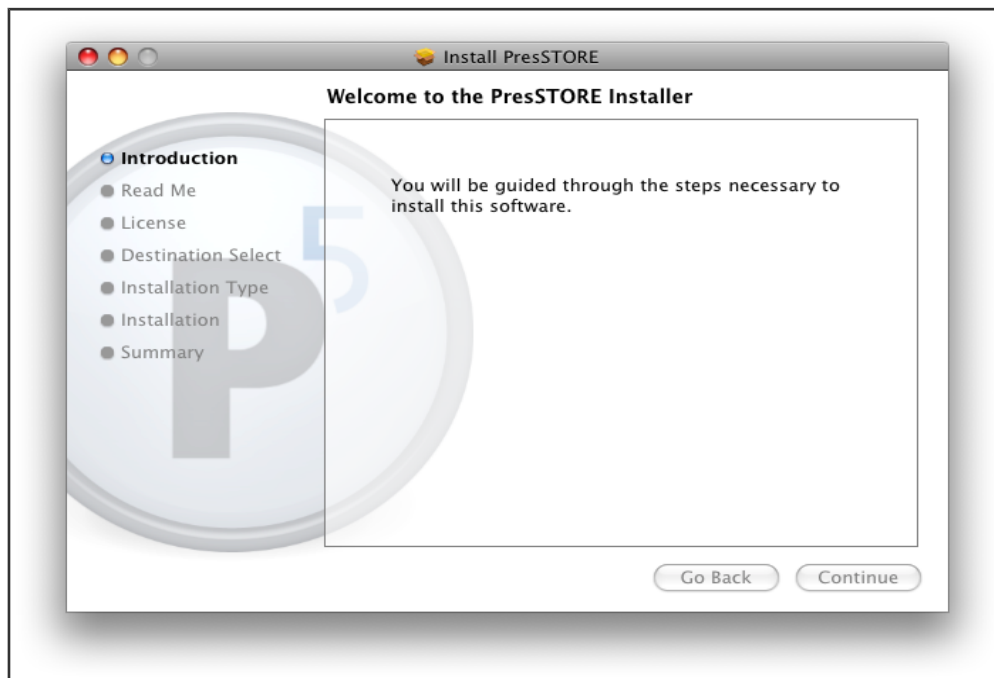 Install PresSTORE
Welcome to the PresSTORE Installer
Introduction
Read Me
License
Destination Select
Installation Type
Installation
Summary
You will be guided through the steps necessary to
install this software.
P5
Go Back
Continue